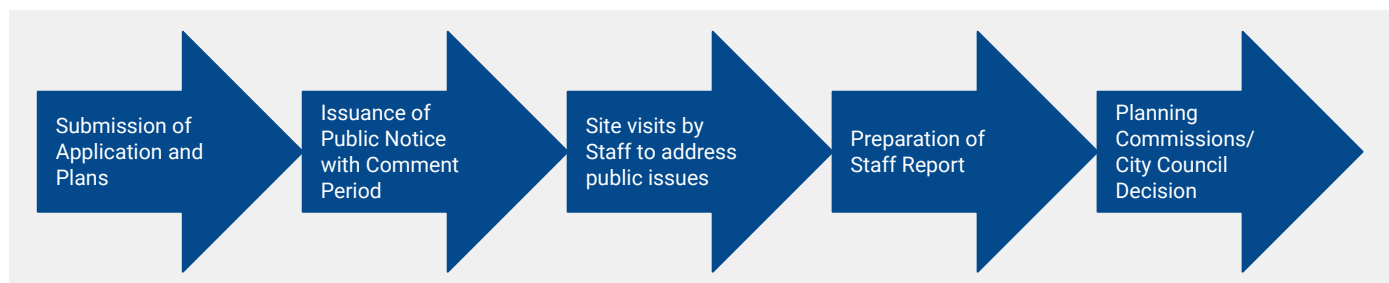 Submission of
Application and
Plans
Issuance of
Public Notice
with Comment
Period
Site visits by
Staff to address
public issues
Preparation of
Staff Report
Planning
Commissions/
City Council
Decision